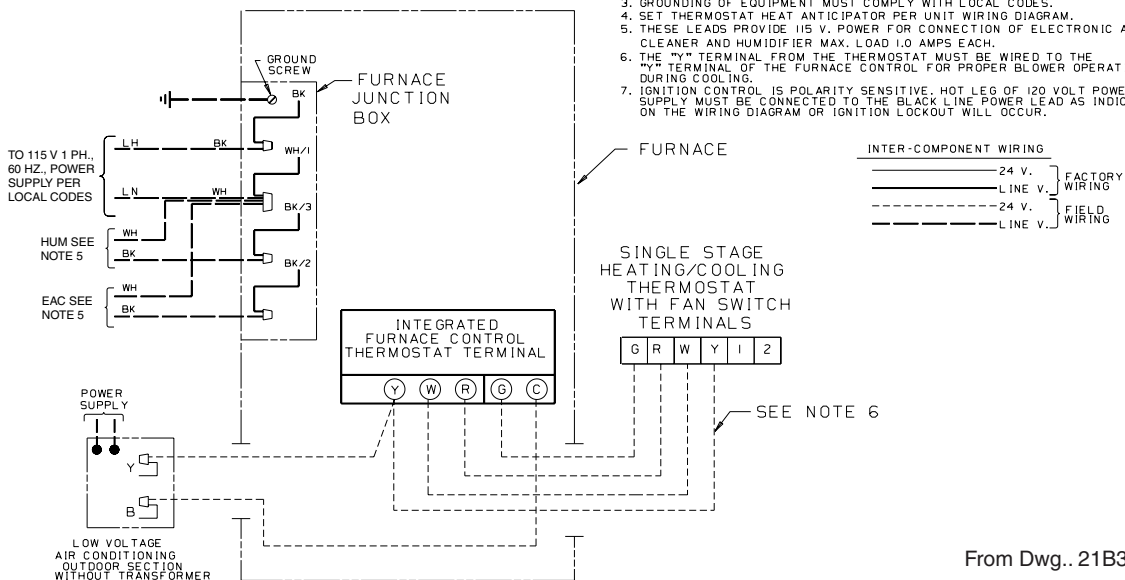 3. GROUNDING OF EQUIPMENT MUST COMPLY WITH LOCAL CODES.
4. SET THERMOSTAT HEAT ANTICIPATOR PER UNIT WIRING DIAGRAM.
5. THESE LEADS PROVIDE 115 V. POWER FOR CONNECTION OF ELECTRONIC A
CLEANER AND HUMIDIFIER MAX. LOAD 1.0 AMPS EACH.
6. THE "Y" TERMINAL FROM THE THERMOSTAT MUST BE WIRED TO THE
"Y" TERMINAL OF THE FURNACE CONTROL FOR PROPER BLOWER OPERAT
DURING COOLING.
7. IGNITION CONTROL IS POLARITY SENSITIVE. HOT LEG OF 120 VOLT POWE
SUPPLY MUST BE CONNECTED TO THE BLACK LINE POWER LEAD AS INDIC
ON THE WIRING DIAGRAM OR IGNITION LOCKOUT WILL OCCUR.
GROUND
SCREW
FURNACE
JUNCTION
BOX
BK
LH BK
WH/1
TO 115 V 1 PH.,
60 HZ., POWER
SUPPLY PER
LOCAL CODES
LN WH
BK/3
HUM SEE
NOTE 5
WH
BK
BK/2
EAC SEE
NOTE 5
WH
BK
FURNACE
INTER-COMPONENT WIRING
24 V.
LINE V.
FACTORY
WIRING
24 V.
LINE V.
FIELD
WIRING
SINGLE STAGE
HEATING/COOLING
THERMOSTAT
WITH FAN SWITCH
TERMINALS
G R W Y 1 2
INTEGRATED
FURNACE CONTROL
THERMOSTAT TERMINAL
Y W R G C
SEE NOTE 6
POWER
SUPPLY
Y
B
LOW VOLTAGE
AIR CONDITIONING
OUTDOOR SECTION
WITHOUT TRANSFORMER
From Dwg.. 21B3